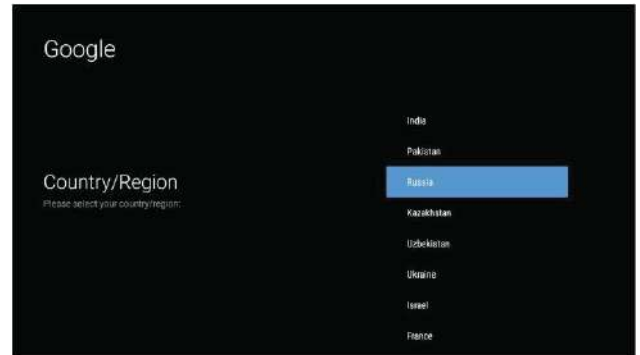 Google
Country/Region
Please select your country/region:
India
Pakistan
Russia
Kazakhstan
Uzbekistan
Ukraine
Israel
France